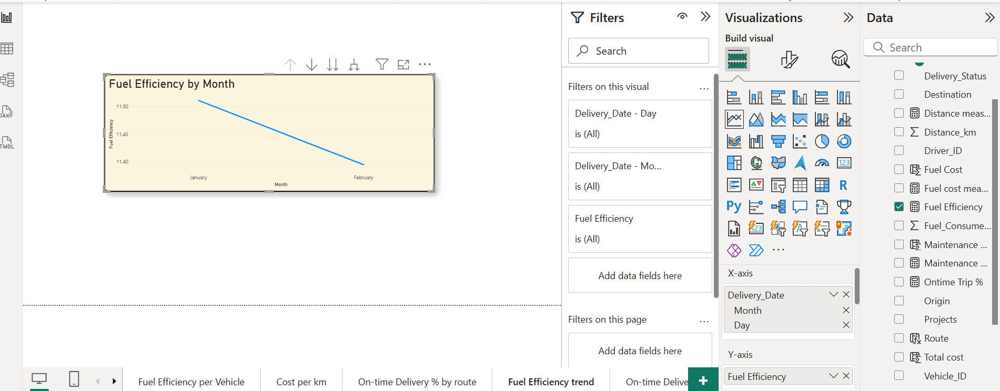 Fuel Efficiency by Month
11.50
11.45
11.40
Fuel Efficiency
January
February
Month
DAX
TMDL
Filters
Search
Filters on this visual
...
Delivery_Date - Day
is (All)
Delivery_Date - Mo...
is (All)
Fuel Efficiency
is (All)
Add data fields here
Filters on this page
...
Add data fields here
Visualizations
Build visual
123
R
Py
123
...
X-axis
Delivery_Date
Month
Day
Y-axis
Fuel Efficiency
Data
Search
Delivery_Status
Destination
Distance meas...
Distance_km
Driver_ID
Fuel Cost
Fuel cost mea...
Fuel Efficiency
Fuel_Consume...
Maintenance ...
Maintenance ...
Ontime Trip %
Origin
Projects
Route
Total cost
Vehicle_ID
Fuel Efficiency per Vehicle
Cost per km
On-time Delivery % by route
Fuel Efficiency trend
On-time Delive